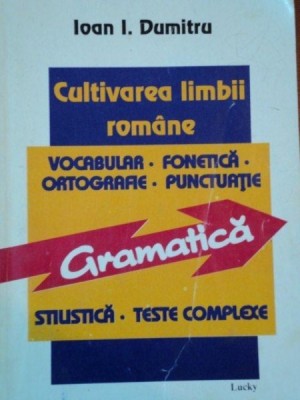 Ioan I. Dumitru
Cultivarea limbii
române
VOCABULAR • FONETICĂ •
ORTOGRAFIE • PUNCTUAȚIE
Gramatică
STILISTICĂ • TESTE COMPLEXE
Lucky